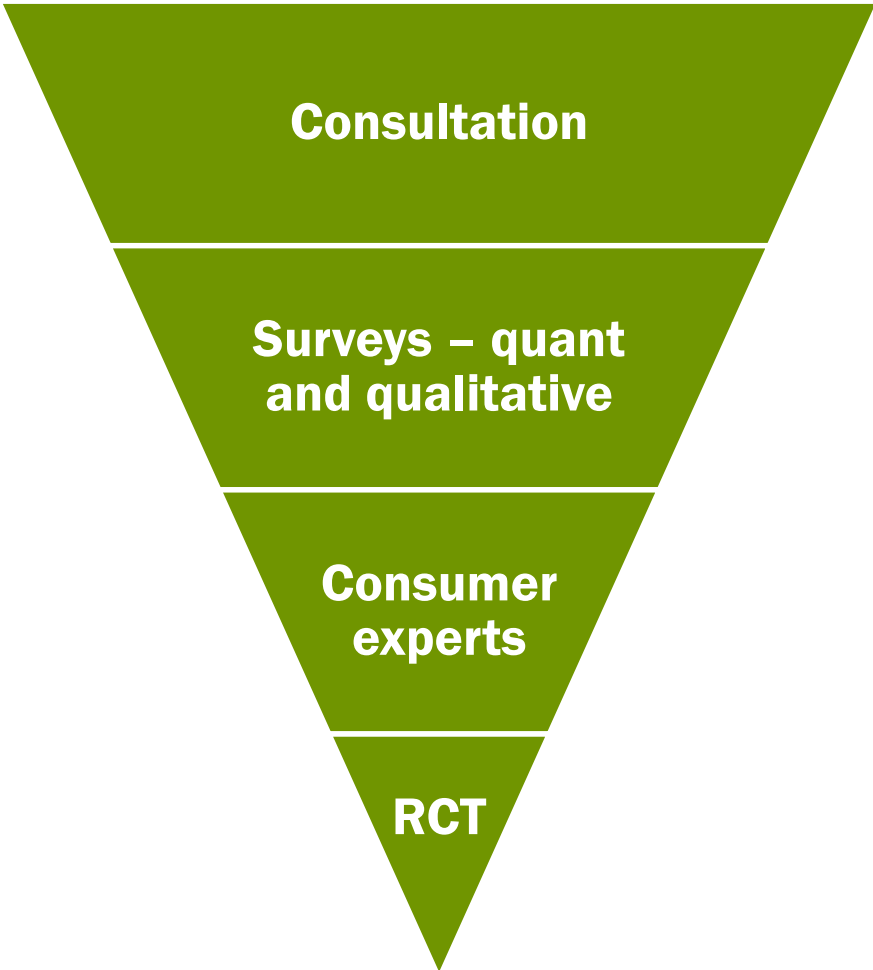 Consultation
Surveys – quant
and qualitative
Consumer
experts
RCT